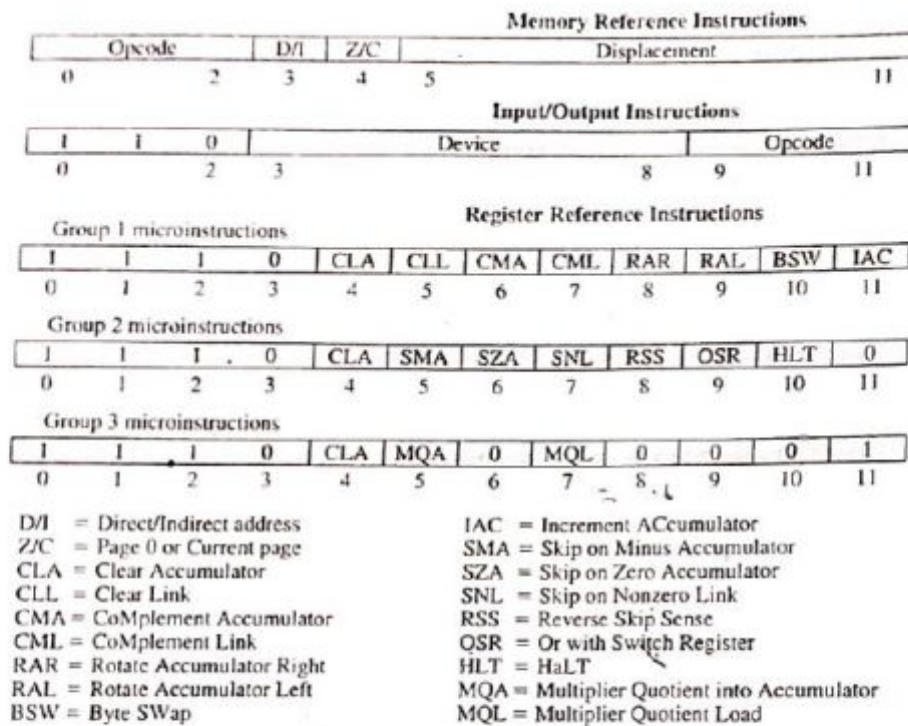 Memory Reference Instructions
Opcode D/I Z/C Displacement
0 2 3 4 5 11
Input/Output Instructions
1 1 0 Device Opcode
0 2 3 8 9 11
Register Reference Instructions
Group 1 microinstructions
1 1 1 0 CLA CLL CMA CML RAR RAL BSW IAC
0 1 2 3 4 5 6 7 8 9 10 11
Group 2 microinstructions
1 1 1 0 CLA SMA SZA SNL RSS OSR HLT 0
0 1 2 3 4 5 6 7 8 9 10 11
Group 3 microinstructions
1 1 1 0 CLA MQA 0 MQL 0 0 0 1
0 1 2 3 4 5 6 7 8 9 10 11
D/I = Direct/Indirect address
Z/C = Page 0 or Current page
CLA = Clear Accumulator
CLL = Clear Link
CMA = CoMplement Accumulator
CML = CoMplement Link
RAR = Rotate Accumulator Right
RAL = Rotate Accumulator Left
BSW = Byte SWap
IAC = Increment ACcumulator
SMA = Skip on Minus Accumulator
SZA = Skip on Zero Accumulator
SNL = Skip on Nonzero Link
RSS = Reverse Skip Sense
OSR = Or with Switch Register
HLT = HaLT
MQA = Multiplier Quotient into Accumulator
MQL = Multiplier Quotient Load